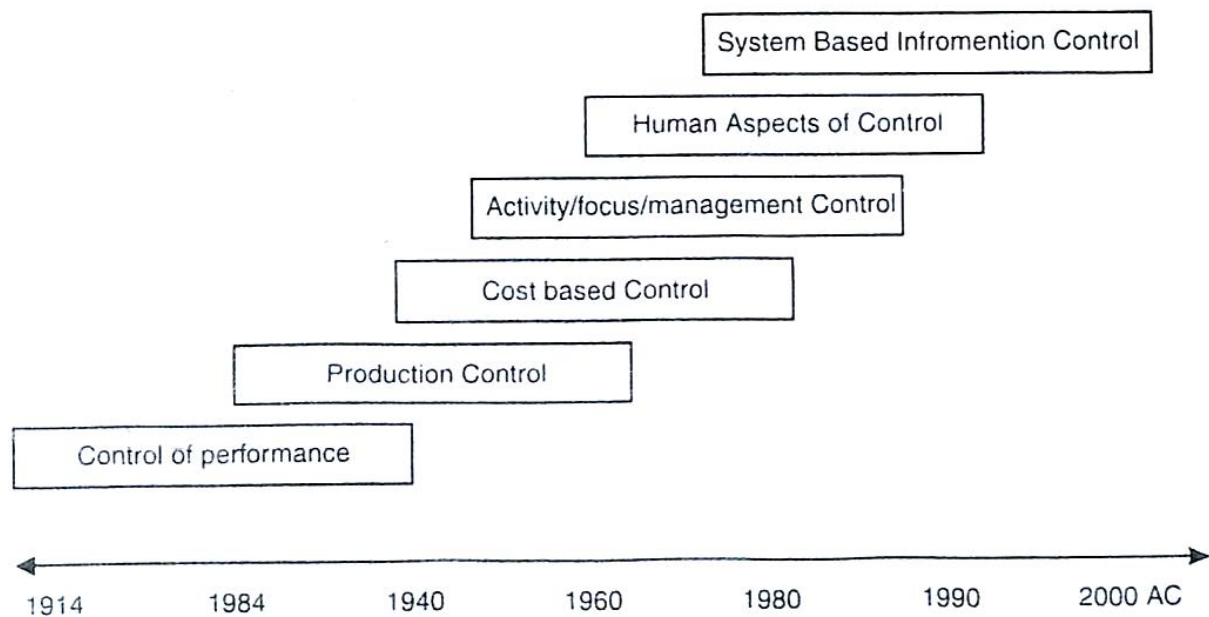 System Based Infromention Control
Human Aspects of Control
Activity/focus/management Control
Cost based Control
Production Control
Control of performance
1914 1984 1940 1960 1980 1990 2000 AC